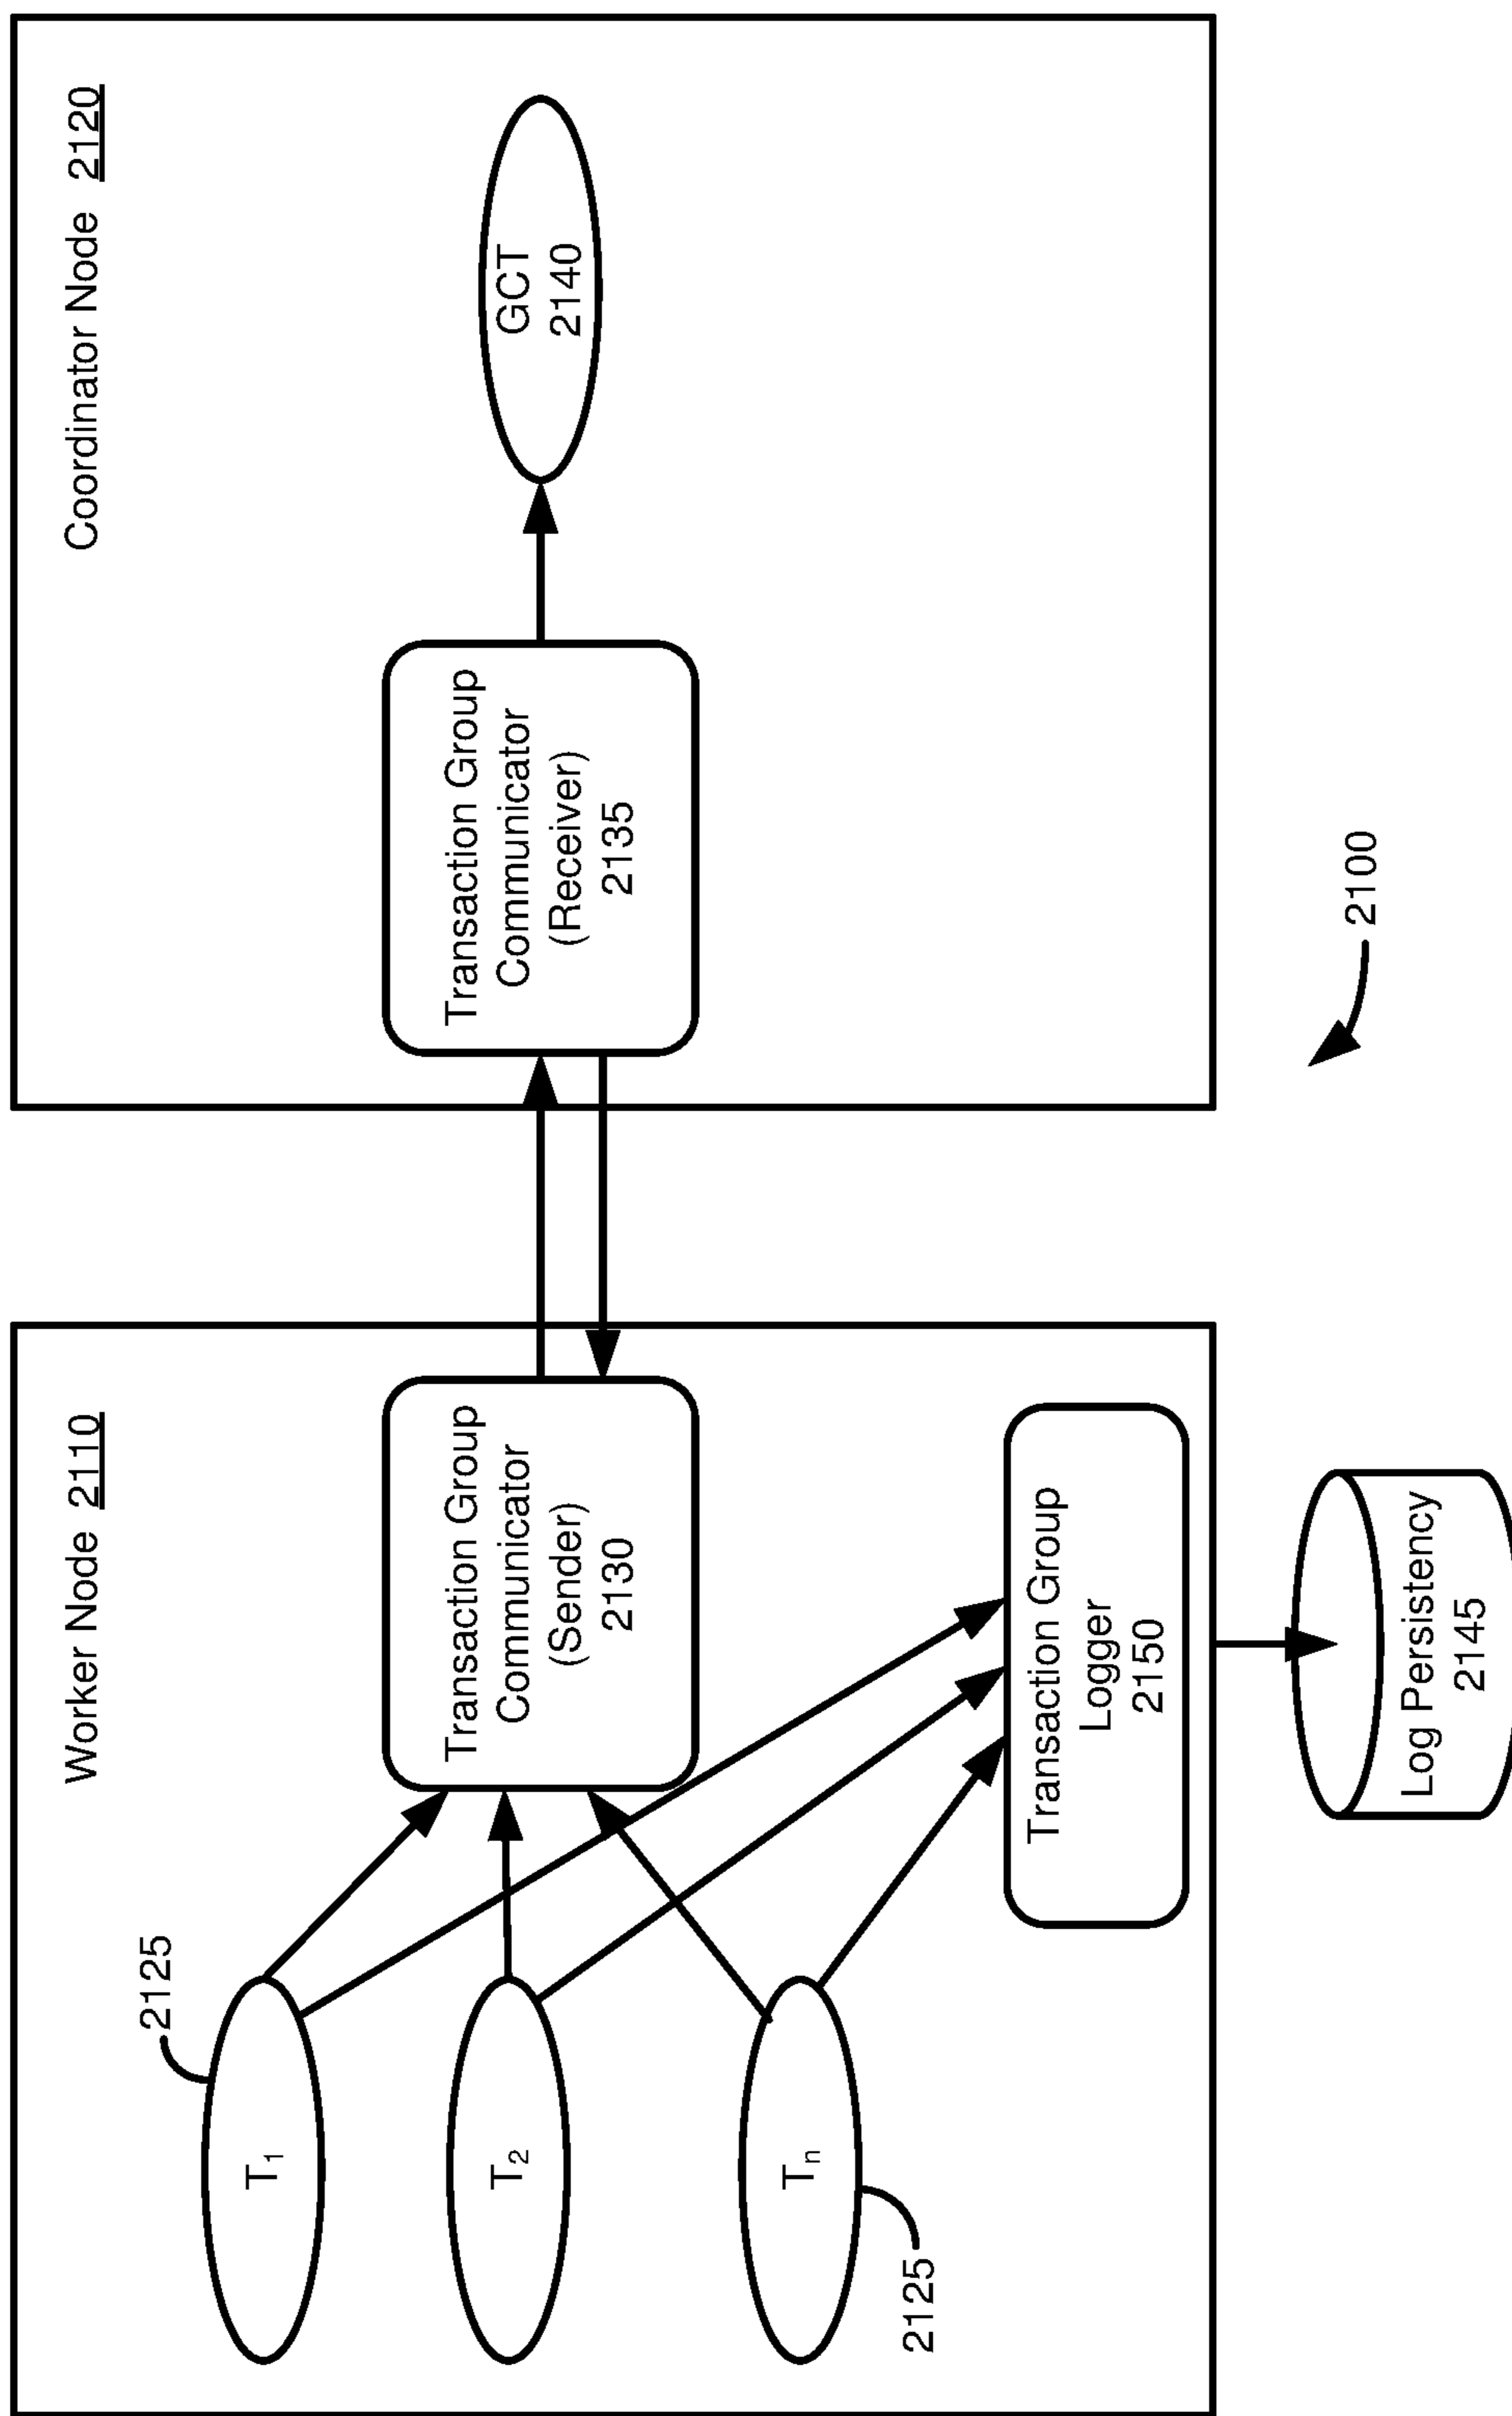 Worker Node 2110
2125
T1
T2
Tn
2125
Transaction Group
Communicator
(Sender)
2130
Transaction Group
Logger
2150
Log Persistency
2145
Coordinator Node 2120
Transaction Group
Communicator
(Receiver)
2135
GCT
2140
2100